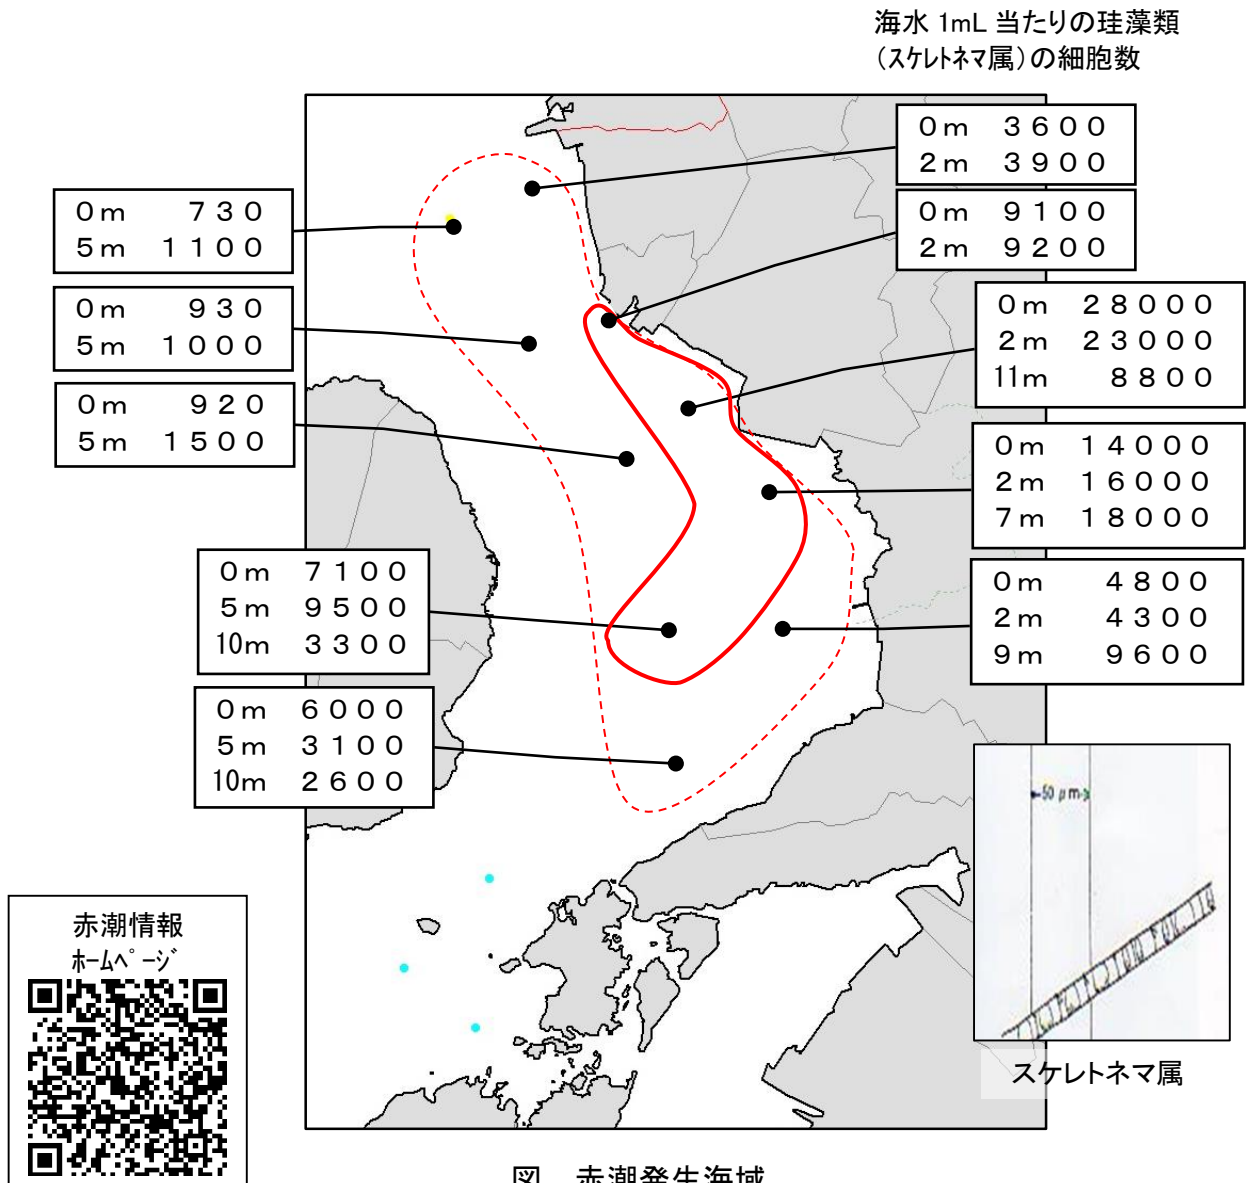 海水 1mL 当たりの珪藻類
（スケレトネマ属）の細胞数
0m 3600
2m 3900
0m 9100
2m 9200
0m 28000
2m 23000
11m 8800
0m 14000
2m 16000
7m 18000
0m 4800
2m 4300
9m 9600
0m 730
5m 1100
0m 930
5m 1000
0m 920
5m 1500
0m 7100
5m 9500
10m 3300
0m 6000
5m 3100
10m 2600
50 μm
スケレトネマ属
赤潮情報
ホームページ
図 赤潮発生海域